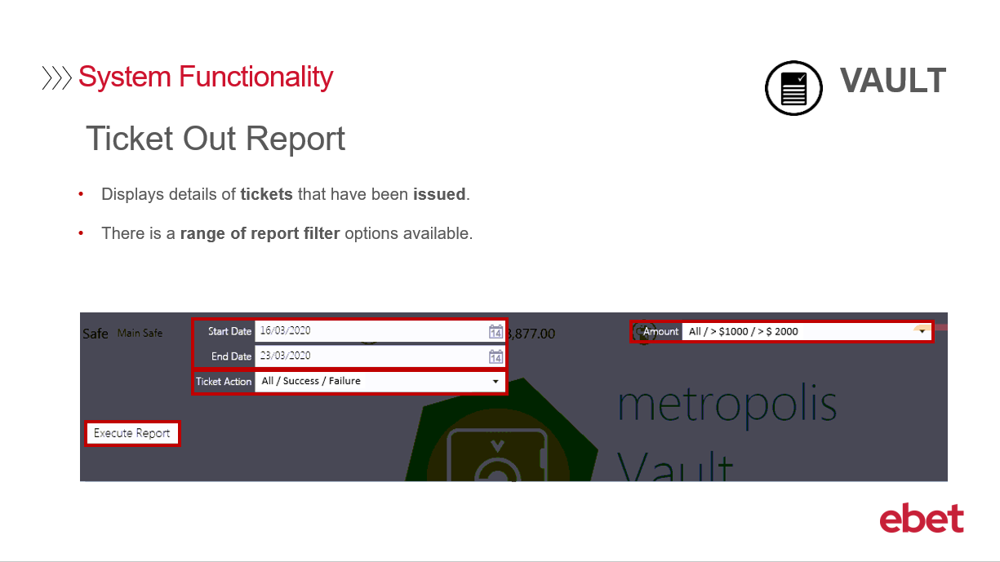 System Functionality
VAULT
Ticket Out Report
• Displays details of tickets that have been issued.
• There is a range of report filter options available.
Safe Main Safe
Start Date 16/03/2020
3,877.00
Amount All / > $1000 / > $ 2000
End Date 23/03/2020
Ticket Action All / Success / Failure
Execute Report
metropolis
Vault
ebet